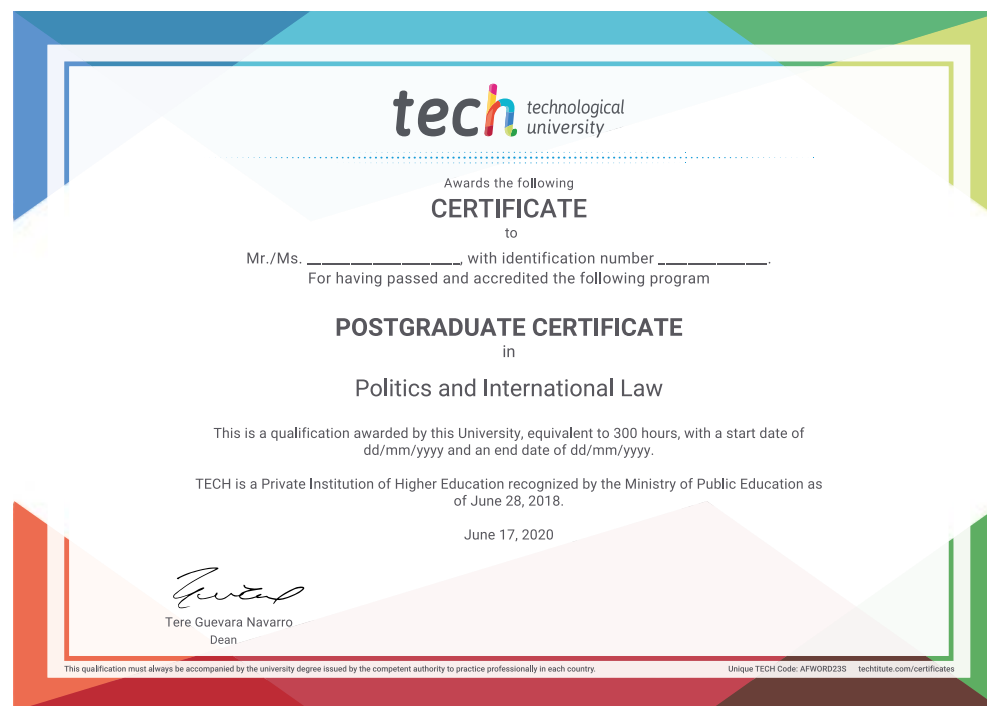 tech technological
university
Awards the following
CERTIFICATE
to
Mr./Ms. ____________________, with identification number ______________.
For having passed and accredited the following program
POSTGRADUATE CERTIFICATE
in
Politics and International Law
This is a qualification awarded by this University, equivalent to 300 hours, with a start date of
dd/mm/yyyy and an end date of dd/mm/yyyy.
TECH is a Private Institution of Higher Education recognized by the Ministry of Public Education as
of June 28, 2018.
June 17, 2020
Tere Guevara Navarro
Dean
This qualification must always be accompanied by the university degree issued by the competent authority to practice professionally in each country. Unique TECH Code: AFWORD23S techtitute.com/certificates